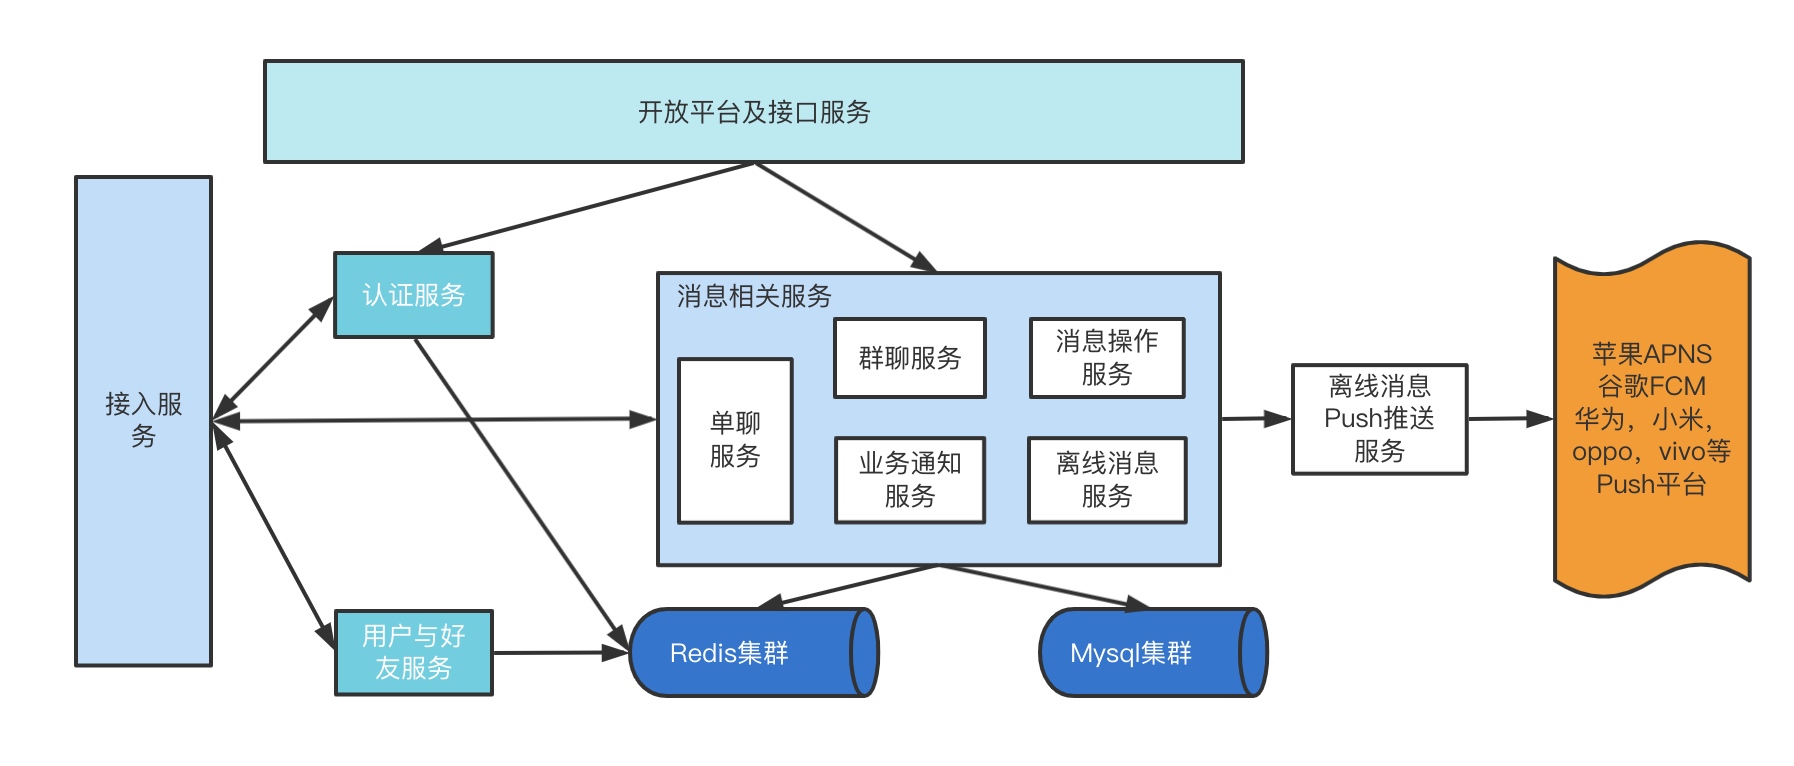 开放平台及接口服务
接入服
务
认证服务
用户与好
友服务
消息相关服务
单聊
服务
群聊服务
消息操作
服务
业务通知
服务
离线消息
服务
Redis集群
Mysql集群
离线消息
Push推送
服务
苹果APNS
谷歌FCM
华为，小米，
oppo，vivo等
Push平台